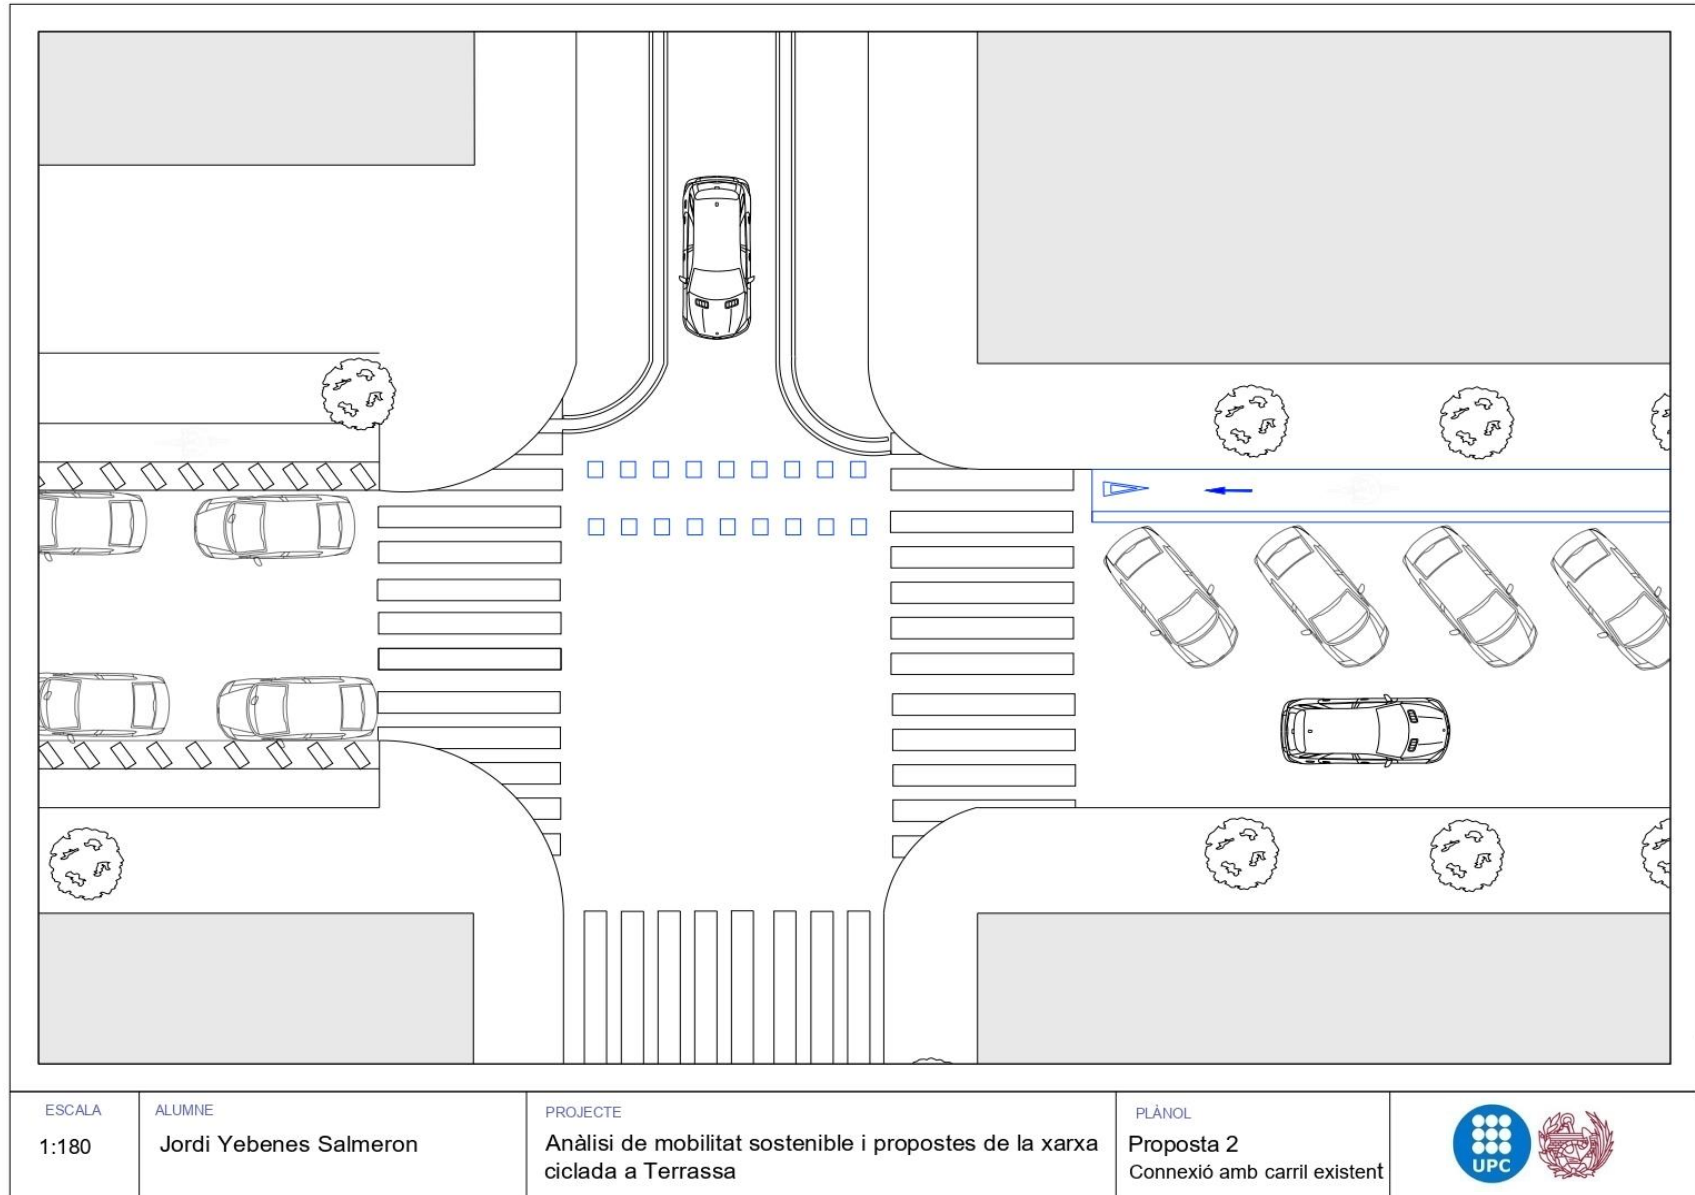 ESCALA
1:180
ALUMNE
Jordi Yebenes Salmeron
PROJECTE
Anàlisi de mobilitat sostenible i propostes de la xarxa
ciclada a Terrassa
PLÀNOL
Proposta 2
Connexió amb carril existent
UPC